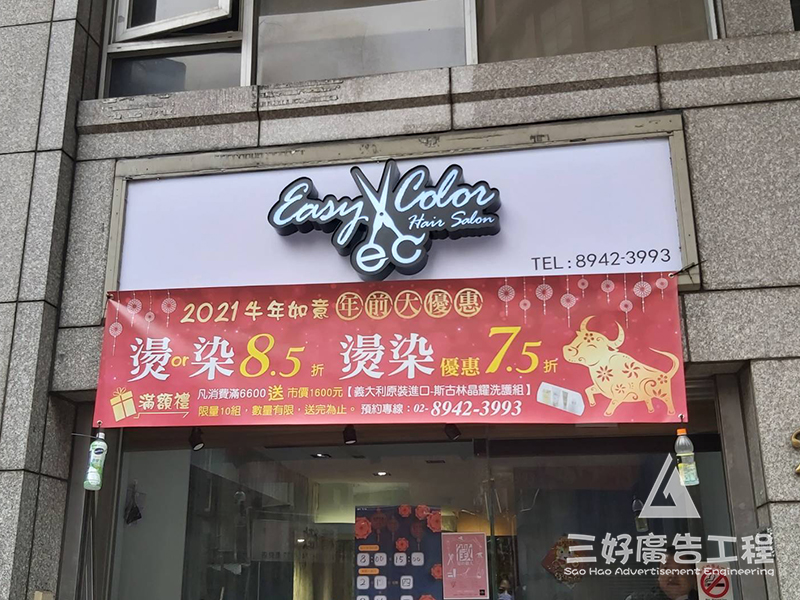 Easy Color
Hair Salon
ec
TEL:8942-3993
2021牛年如意 年前大優惠
燙or染8.5折 燙染優惠7.5折
滿額禮
凡消費滿6600送 市價1600元【義大利原裝進口-斯古林晶耀洗護組】
限量10組，數量有限，送完為止。預約專線：02-8942-3993
三好廣告工程
Sao Hao Advertisement Engineering